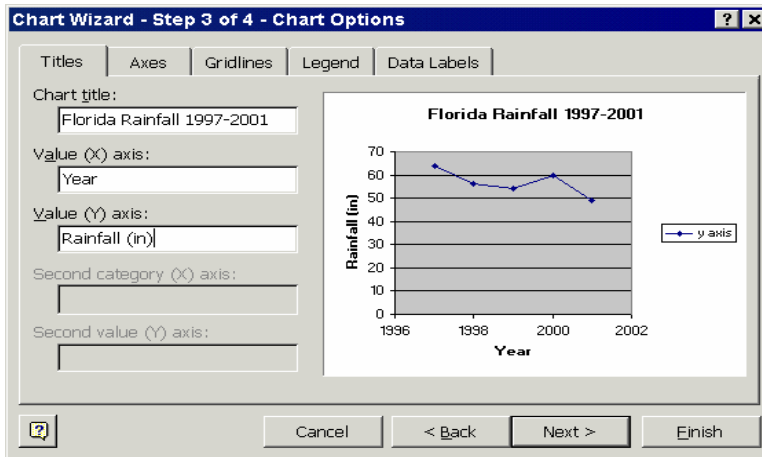 Chart Wizard - Step 3 of 4 - Chart Options
Titles Axes Gridlines Legend Data Labels
Chart title:
Florida Rainfall 1997-2001
Value (X) axis:
Year
Value (Y) axis:
Rainfall (in)
Second category (X) axis:
Second value (Y) axis:
Florida Rainfall 1997-2001
70
60
50
40
30
20
10
0
Rainfall (in)
1996 1998 2000 2002
Year
y axis
Cancel < Back Next > Finish